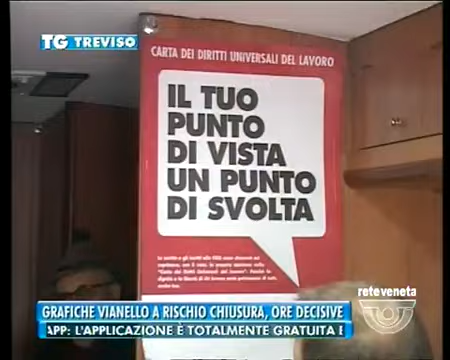 TG TREVISO
CARTA DEI DIRITTI UNIVERSALI DEL LAVORO
IL TUO
PUNTO
DI VISTA
UN PUNTO
DI SVOLTA
GRAFICHE VIANELLO A RISCHIO CHIUSURA, ORE DECISIVE
APP: L'APPLICAZIONE È TOTALMENTE GRATUITA E
reteveneta